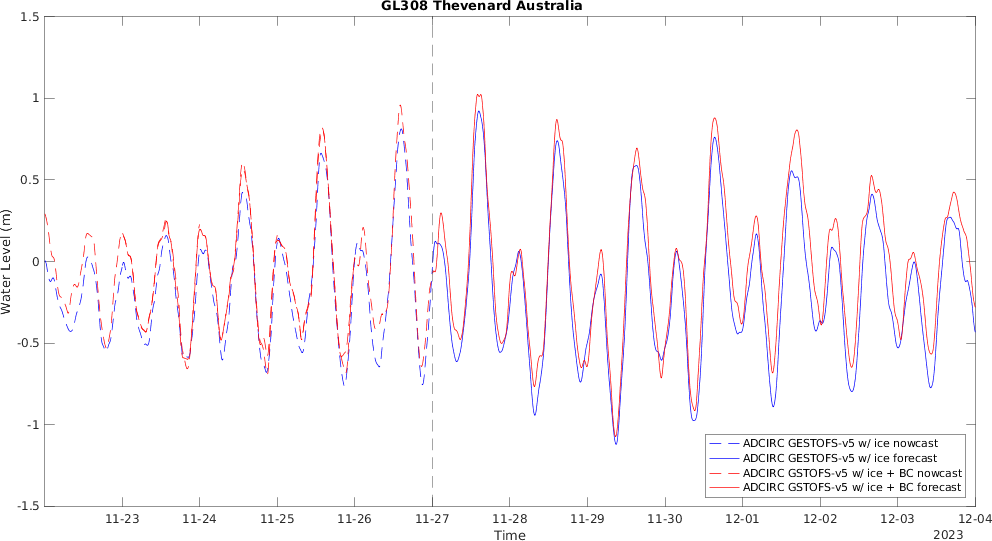 GL308 Thevenard Australia
1.5
1
0.5
0
-0.5
-1
-1.5
Water Level (m)
11-23 11-24 11-25 11-26 11-27 11-28 11-29 11-30 12-01 12-02 12-03 12-04
Time
2023
ADCIRC GESTOFS-v5 w/ ice nowcast
ADCIRC GESTOFS-v5 w/ ice forecast
ADCIRC GSTOFS-v5 w/ ice + BC nowcast
ADCIRC GSTOFS-v5 w/ ice + BC forecast